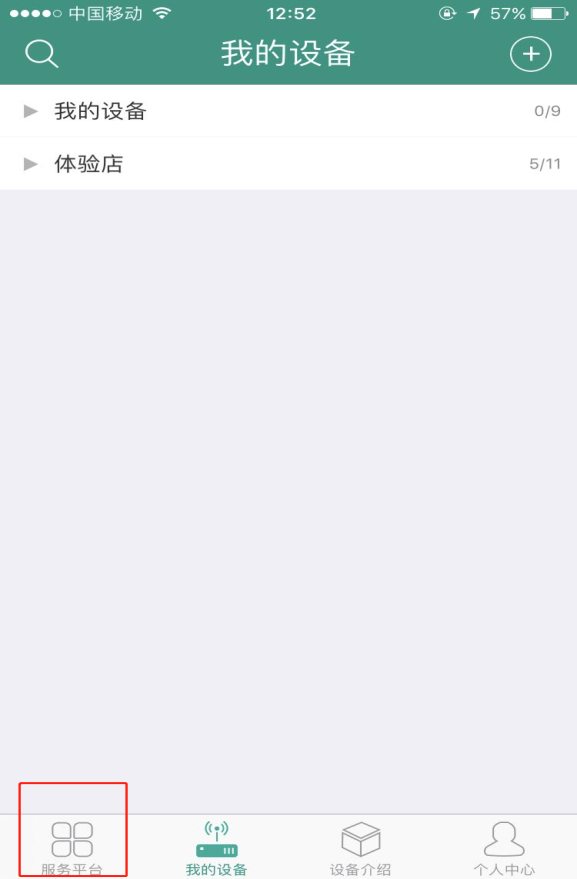 中国移动 12:52 57%
我的设备
我的设备 0/9
体验店 5/11
服务平台 我的设备 设备介绍 个人中心